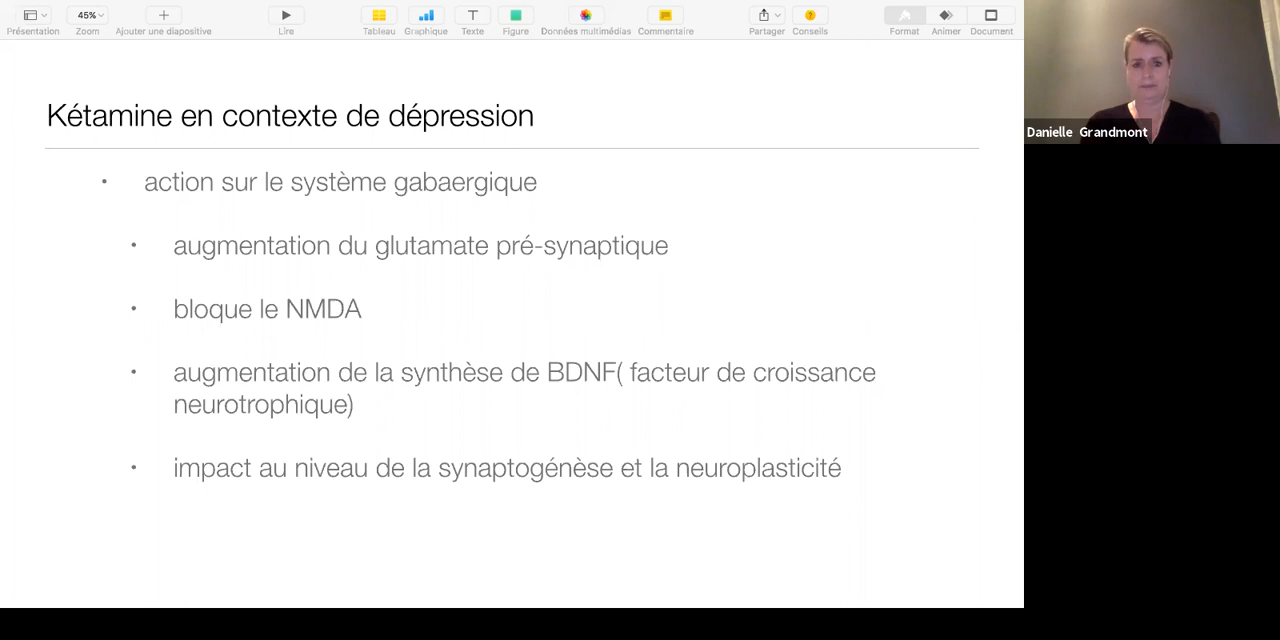 Présentation
45%
Zoom
Ajouter une diapositive
Lire
Tableau
Graphique
T
Texte
Figure
Données multimédias
Commentaire
Partager
?
Conseils
Format
Animer
Document
Danielle Grandmont
Kétamine en contexte de dépression
• action sur le système gabaergique
• augmentation du glutamate pré-synaptique
• bloque le NMDA
• augmentation de la synthèse de BDNF( facteur de croissance
neurotrophique)
• impact au niveau de la synaptogénèse et la neuroplasticité